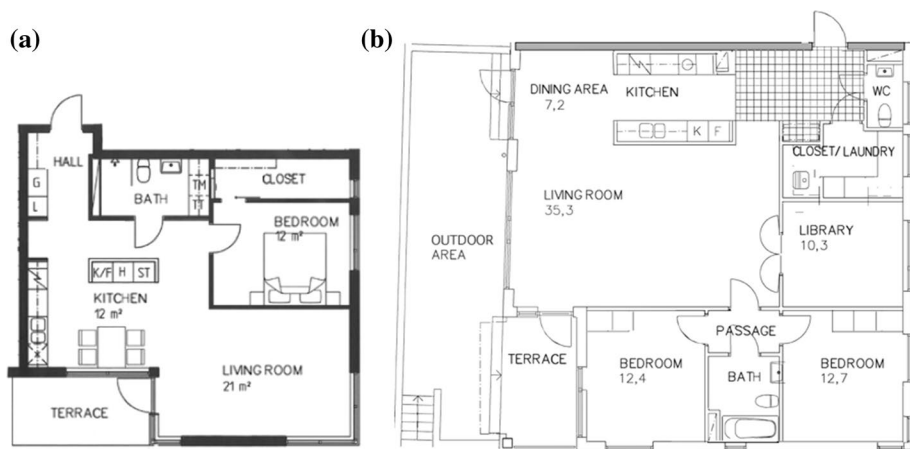 (a)
HALL
G
L
BATH
TM
TT
CLOSET
BEDROOM
12 m²
K/F H ST
KITCHEN
12 m²
LIVING ROOM
21 m²
TERRACE
(b)
DINING AREA
7,2
KITCHEN
K F
WC
CLOSET/LAUNDRY
LIVING ROOM
35,3
LIBRARY
10,3
OUTDOOR
AREA
TERRACE
BEDROOM
12,4
PASSAGE
BATH
BEDROOM
12,7